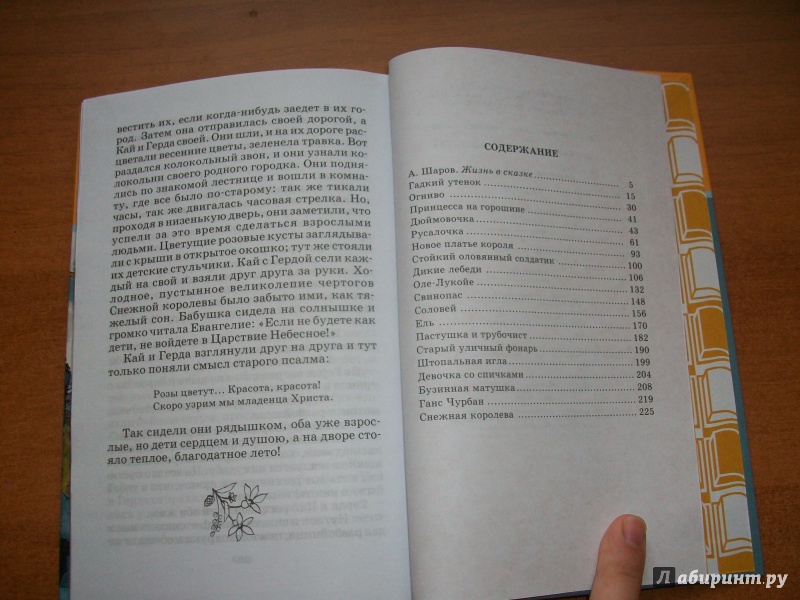 вестить их, если когда-нибудь заедет в их го-
род. Затем она отправилась своей дорогой, а
Кай и Герда своей. Они шли, и на их дороге рас-
цветали весенние цветы, зеленела травка. Вот
раздался колокольный звон, и они узнали ко-
локольни своего родного городка. Они подня-
лись по знакомой лестнице и вошли в комна-
ту, где все было по-старому: так же тикали
часы, так же двигалась часовая стрелка. Но,
проходя в низенькую дверь, они заметили, что
успели за это время сделаться взрослыми
людьми. Цветущие розовые кусты заглядыва-
ли с крыши в открытое окошко; тут же стояли
их детские стульчики. Кай с Гердой сели каж-
дый на свой и взяли друг друга за руки. Хо-
лодное, пустынное великолепие чертогов
Снежной королевы было забыто ими, как тя-
желый сон. Бабушка сидела на солнышке и
громко читала Евангелие: «Если не будете как
дети, не войдете в Царствие Небесное!»
Кай и Герда взглянули друг на друга и тут
только поняли смысл старого псалма:
Розы цветут... Красота, красота!
Скоро узрим мы младенца Христа.
Так сидели они рядышком, оба уже взрос-
лые, но дети сердцем и душою, а на дворе сто-
яло теплое, благодатное лето!
СОДЕРЖАНИЕ
А. Шаров. Жизнь в сказке 5
Гадкий утенок 15
Огниво 30
Принцесса на горошине 41
Дюймовочка 43
Русалочка 61
Новое платье короля 93
Стойкий оловянный солдатик 100
Дикие лебеди 106
Оле-Лукойе 132
Свинопас 148
Соловей 156
Ель 170
Пастушка и трубочист 182
Старый уличный фонарь 190
Штопальная игла 199
Девочка со спичками 204
Бузинная матушка 208
Ганс Чурбан 219
Снежная королева 225
Лабиринт.ру